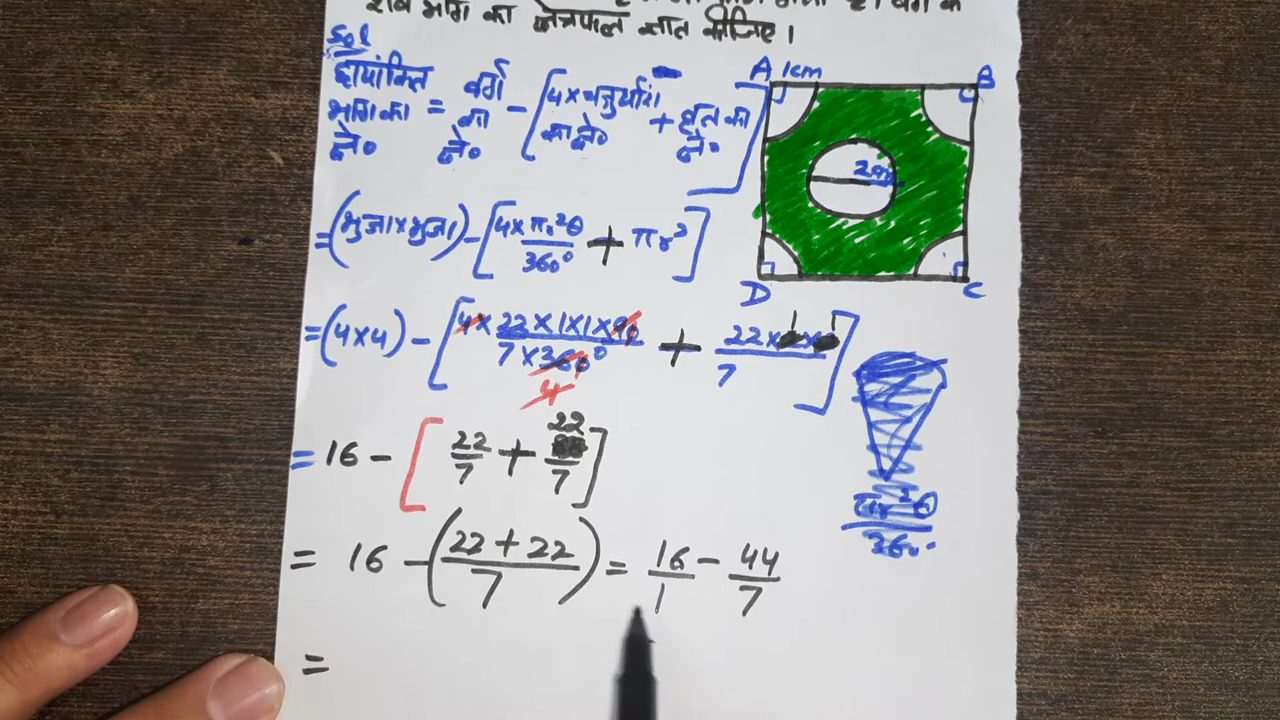 शेष भाग का क्षेत्रफल ज्ञात कीजिए।
Sol
छायांकित भाग का क्षे० = वर्ग का क्षे० - [4×चतुर्थांश का क्षे० + वृत्त का क्षे०]
=(भुजा×भुजा)-[4×πr²θ/360° + πr²]
=(4×4) - [4×22×1×1×90/7×360° + 22×1×1/7]
4
= 16 - [22/7 + 22/7]
= 16 - (22+22/7) = 16/1 - 44/7
=
A 1cm B
2cm
D C
πr²θ/360°